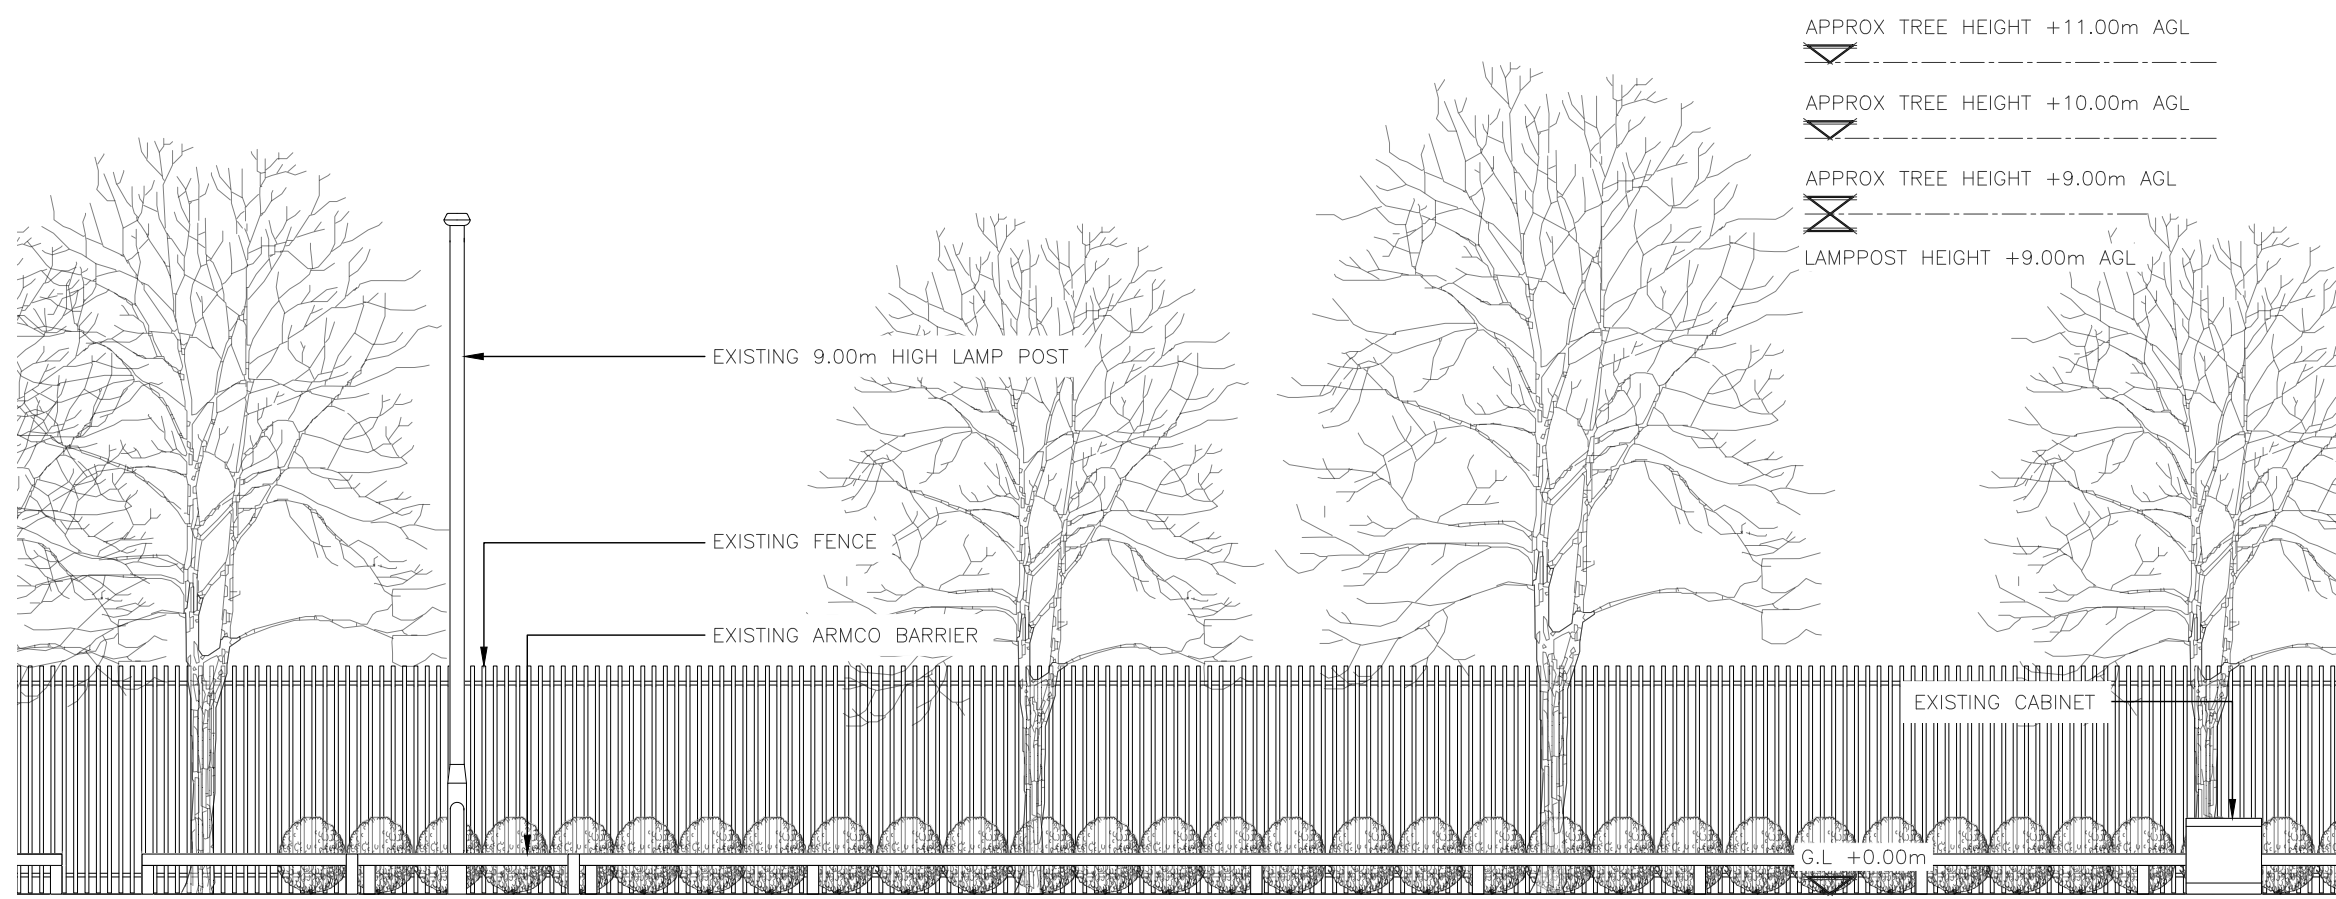 APPROX TREE HEIGHT +11.00m AGL
APPROX TREE HEIGHT +10.00m AGL
APPROX TREE HEIGHT +9.00m AGL
LAMPPOST HEIGHT +9.00m AGL
EXISTING 9.00m HIGH LAMP POST
EXISTING FENCE
EXISTING ARMCO BARRIER
EXISTING CABINET
G.L +0.00m